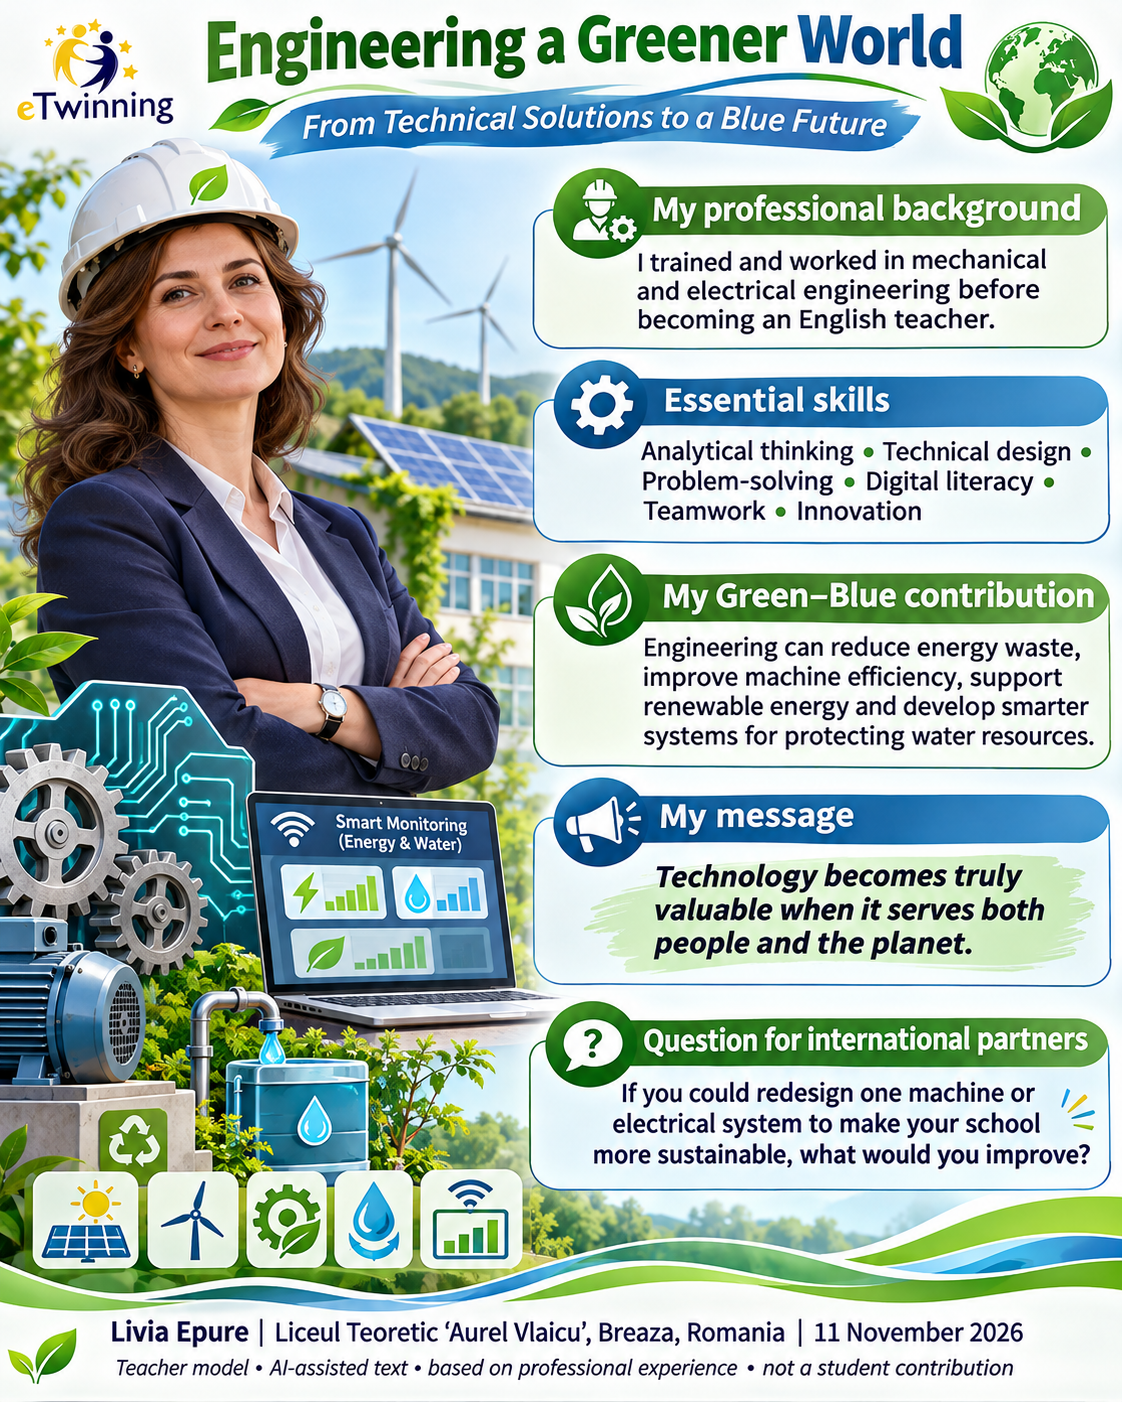 eTwinning
Engineering a Greener World
From Technical Solutions to a Blue Future
My professional background
I trained and worked in mechanical
and electrical engineering before
becoming an English teacher.
Essential skills
Analytical thinking • Technical design •
Problem-solving • Digital literacy •
Teamwork • Innovation
My Green–Blue contribution
Engineering can reduce energy waste,
improve machine efficiency, support
renewable energy and develop smarter
systems for protecting water resources.
Smart Monitoring
(Energy & Water)
My message
Technology becomes truly
valuable when it serves both
people and the planet.
?
Question for international partners
If you could redesign one machine or
electrical system to make your school
more sustainable, what would you improve?
Livia Epure | Liceul Teoretic ‘Aurel Vlaicu’, Breaza, Romania | 11 November 2026
Teacher model • AI-assisted text • based on professional experience • not a student contribution